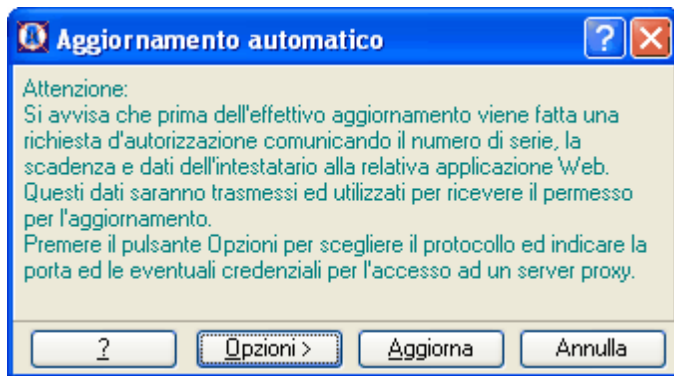 Aggiornamento automatico
Attenzione:
Si avvisa che prima dell'effettivo aggiornamento viene fatta una
richiesta d'autorizzazione comunicando il numero di serie, la
scadenza e dati dell'intestatario alla relativa applicazione Web.
Questi dati saranno trasmessi ed utilizzati per ricevere il permesso
per l'aggiornamento.
Premere il pulsante Opzioni per scegliere il protocollo ed indicare la
porta ed le eventuali credenziali per l'accesso ad un server proxy.
? Opzioni > Aggiorna Annulla